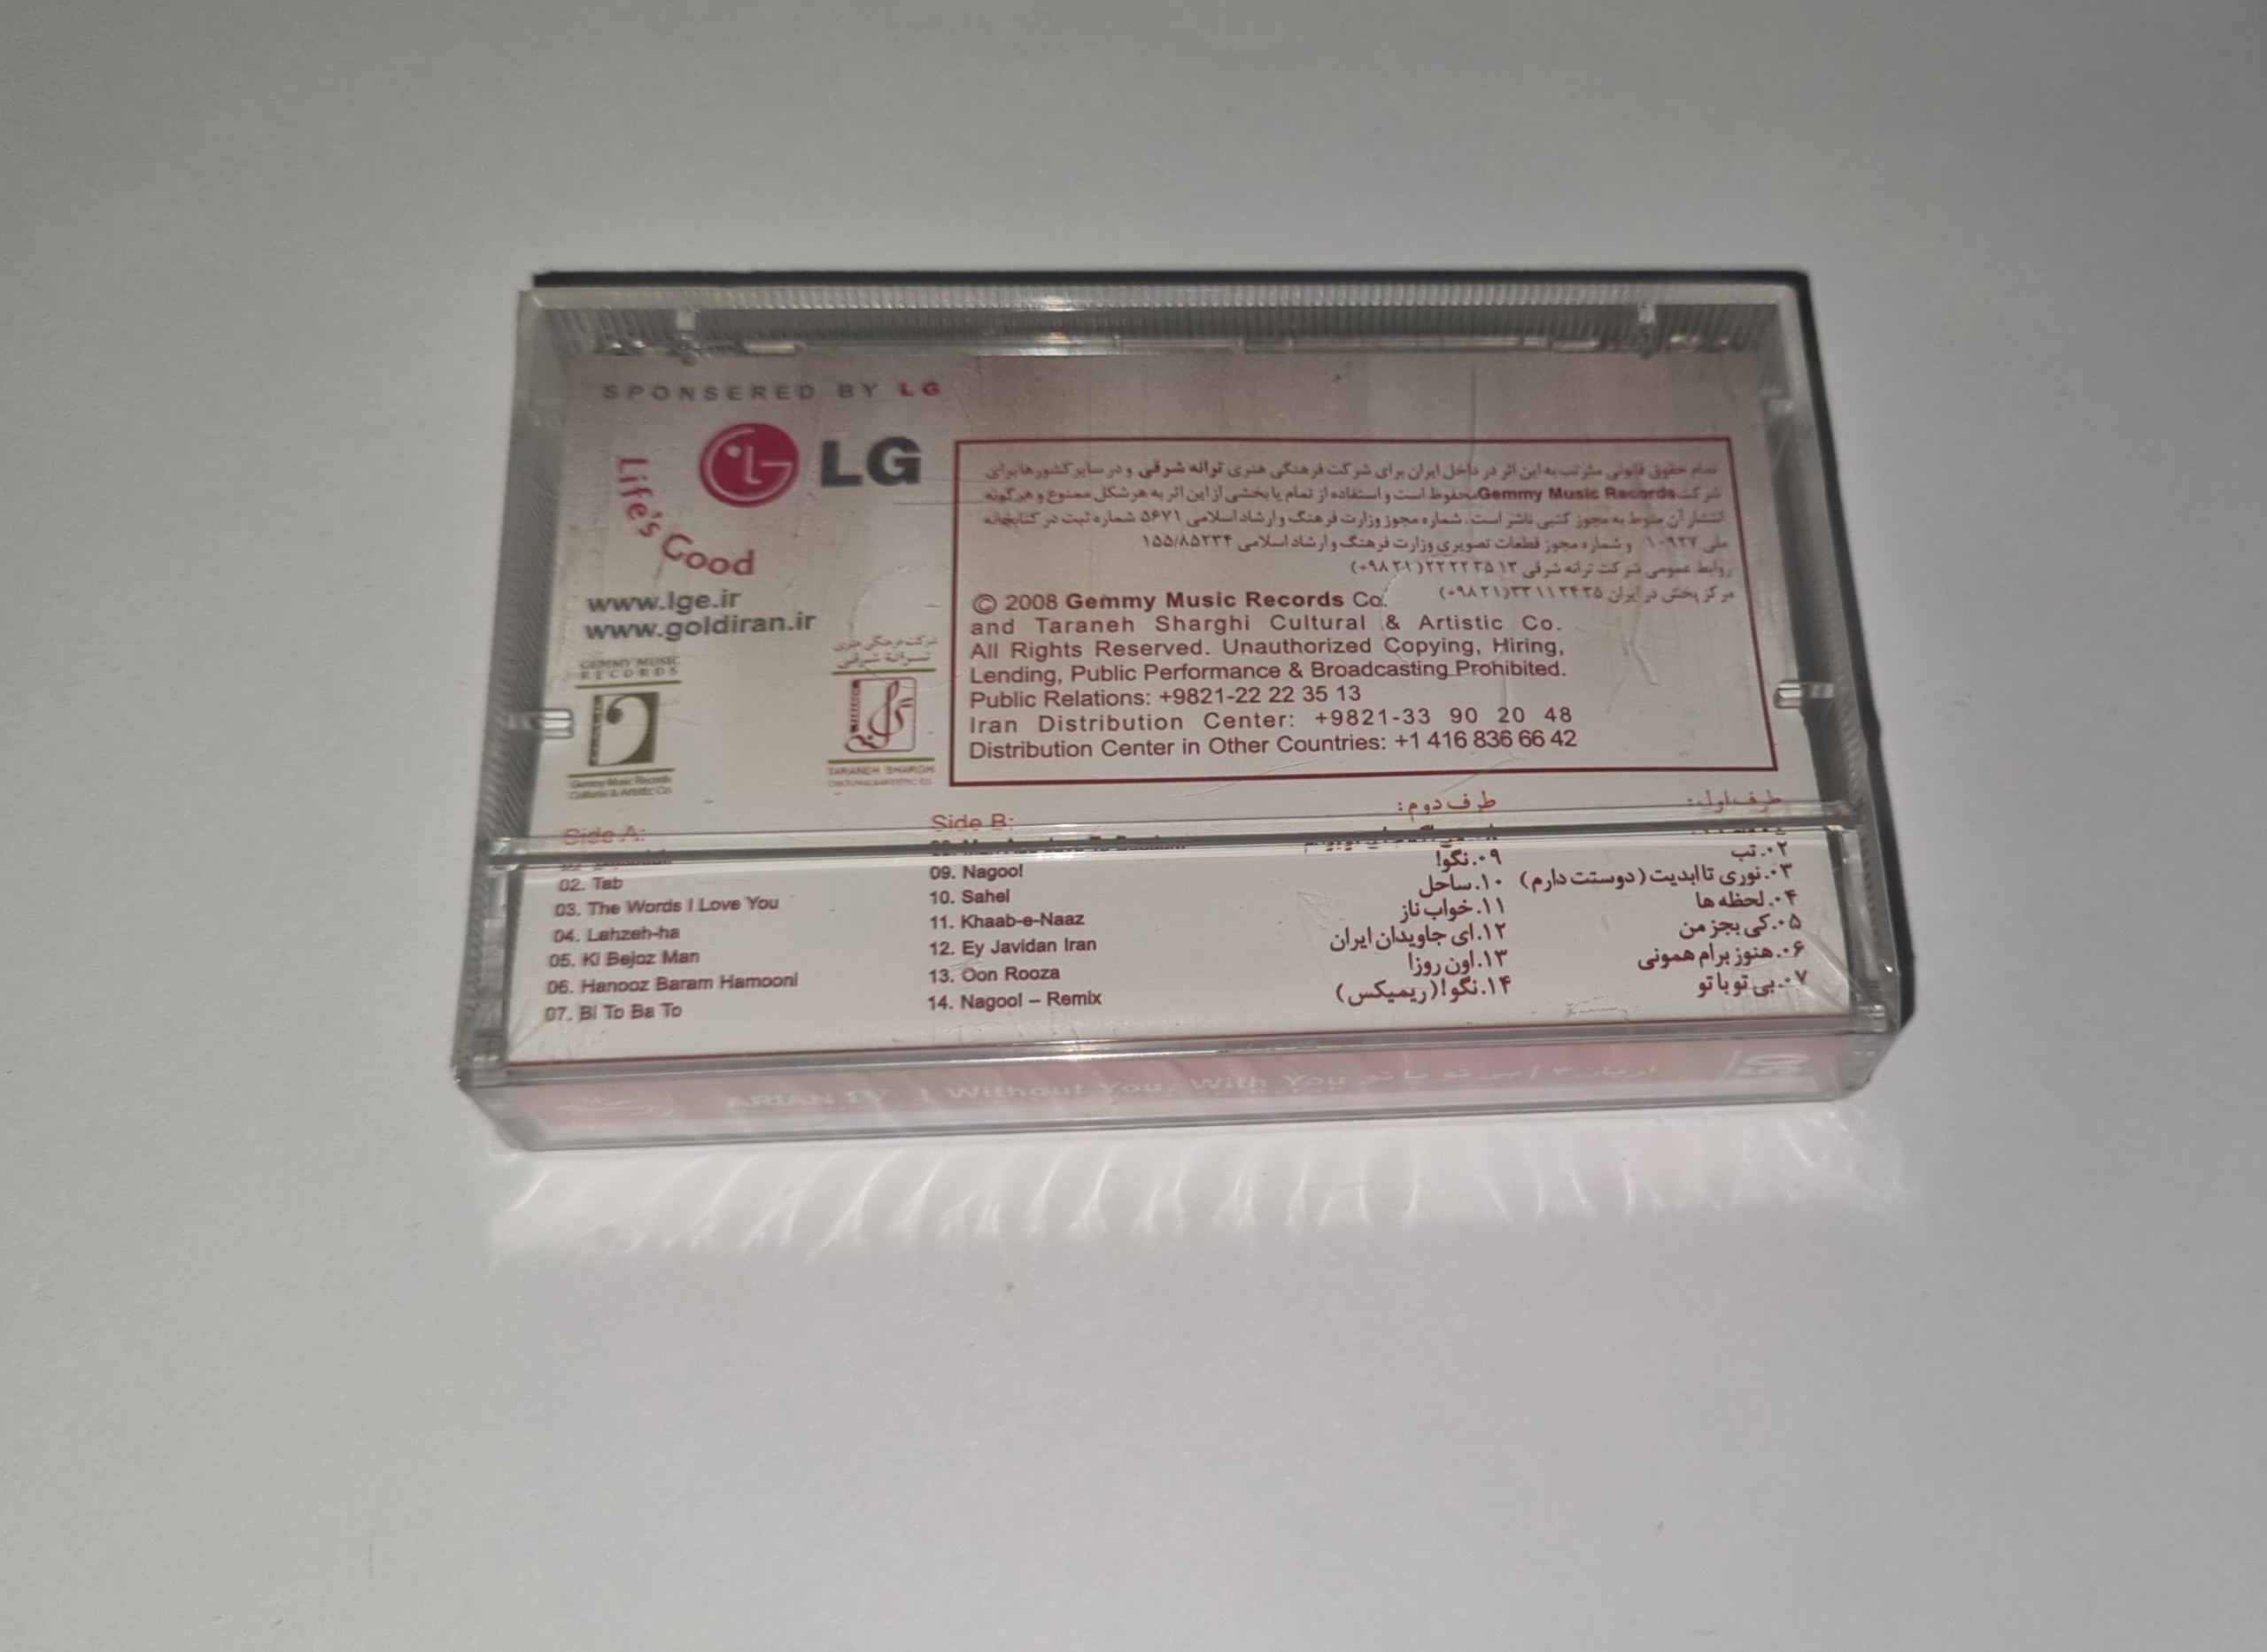 SPONSERED BY LG
LG
Life's Good
www.lge.ir
www.goldiran.ir
GEMMY MUSIC
RECORDS
Gemmy Music Records
Cultural & Artistic Co
شرکت فرهنگی هنری
ترانه شرقی
TARANEH SHARGHI
CULTURAL & ARTISTIC CO.
تمام حقوق قانونی مترتب به این اثر در داخل ایران برای شرکت فرهنگی هنری ترانه شرقی و در سایر کشورها برای
شرکت Gemmy Music Records محفوظ است و استفاده از تمام یا بخشی از این اثر به هر شکل ممنوع و هرگونه
انتشار آن منوط به مجوز کتبی ناشر است. شماره مجوز وزارت فرهنگ و ارشاد اسلامی ۵۶۷۱ شماره ثبت در کتابخانه
ملی ۱۰۹۲۷ و شماره مجوز قطعات تصویری وزارت فرهنگ و ارشاد اسلامی ۱۵۵/۸۵۲۳۴
روابط عمومی شرکت ترانه شرقی ۲۲۲۲۳۵۱۳(۹۸۲۱+)
مرکز پخش در ایران ۳۳۱۱۲۴۳۵(۹۸۲۱+)
© 2008 Gemmy Music Records Co.
and Taraneh Sharghi Cultural & Artistic Co.
All Rights Reserved. Unauthorized Copying, Hiring,
Lending, Public Performance & Broadcasting Prohibited.
Public Relations: +9821-22 22 35 13
Iran Distribution Center: +9821-33 90 20 48
Distribution Center in Other Countries: +1 416 836 66 42
Side A:
02. Tab
03. The Words I Love You
04. Lahzeh-ha
05. Ki Bejoz Man
06. Hanooz Baram Hamooni
07. Bi To Ba To
Side B:
09. Nagoo!
10. Sahel
11. Khaab-e-Naaz
12. Ey Javidan Iran
13. Oon Rooza
14. Nagoo! – Remix
طرف دوم:
۰۹.نگو!
۱۰.ساحل
۱۱.خواب ناز
۱۲.ای جاویدان ایران
۱۳.اون روزا
۱۴.نگو!(ریمیکس)
طرف اول:
۰۲.تب
۰۳.نوری تا ابدیت (دوستت دارم)
۰۴.لحظه ها
۰۵.کی بجز من
۰۶.هنوز برام همونی
۰۷.بی تو با تو
ARIAN IV | Without You, With You آریان ۴ / بی تو با تو